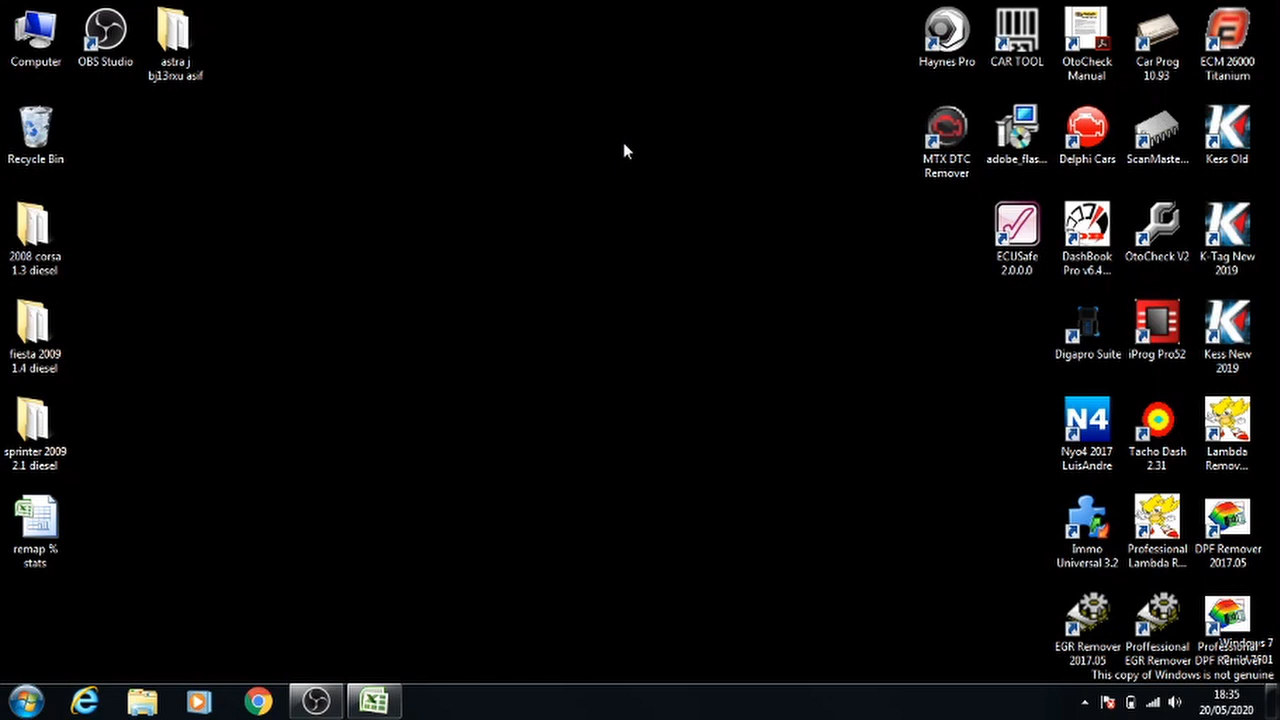 Computer
OBS Studio
astra j
bj13rxu asif
Haynes Pro
CAR TOOL
OtoCheck
Manual
Car Prog
10.93
ECM 26000
Titanium
Recycle Bin
MTX DTC
Remover
adobe_flas...
Delphi Cars
ScanMaste...
Kess Old
2008 corsa
1.3 diesel
ECUSafe
2.0.0.0
DashBook
Pro v6.4...
OtoCheck V2
K-Tag New
2019
fiesta 2009
1.4 diesel
Digapro Suite
iProg Pro52
Kess New
2019
sprinter 2009
2.1 diesel
N4
Nyo4 2017
LuisAndre
Tacho Dash
2.31
Lambda
Remov...
remap %
stats
Immo
Universal 3.2
Professional
Lambda R...
DPF Remover
2017.05
EGR Remover
2017.05
Proffessional
EGR Remover
Professional
DPF Remover
Windows 7
Build 7601
This copy of Windows is not genuine
18:35
20/05/2020